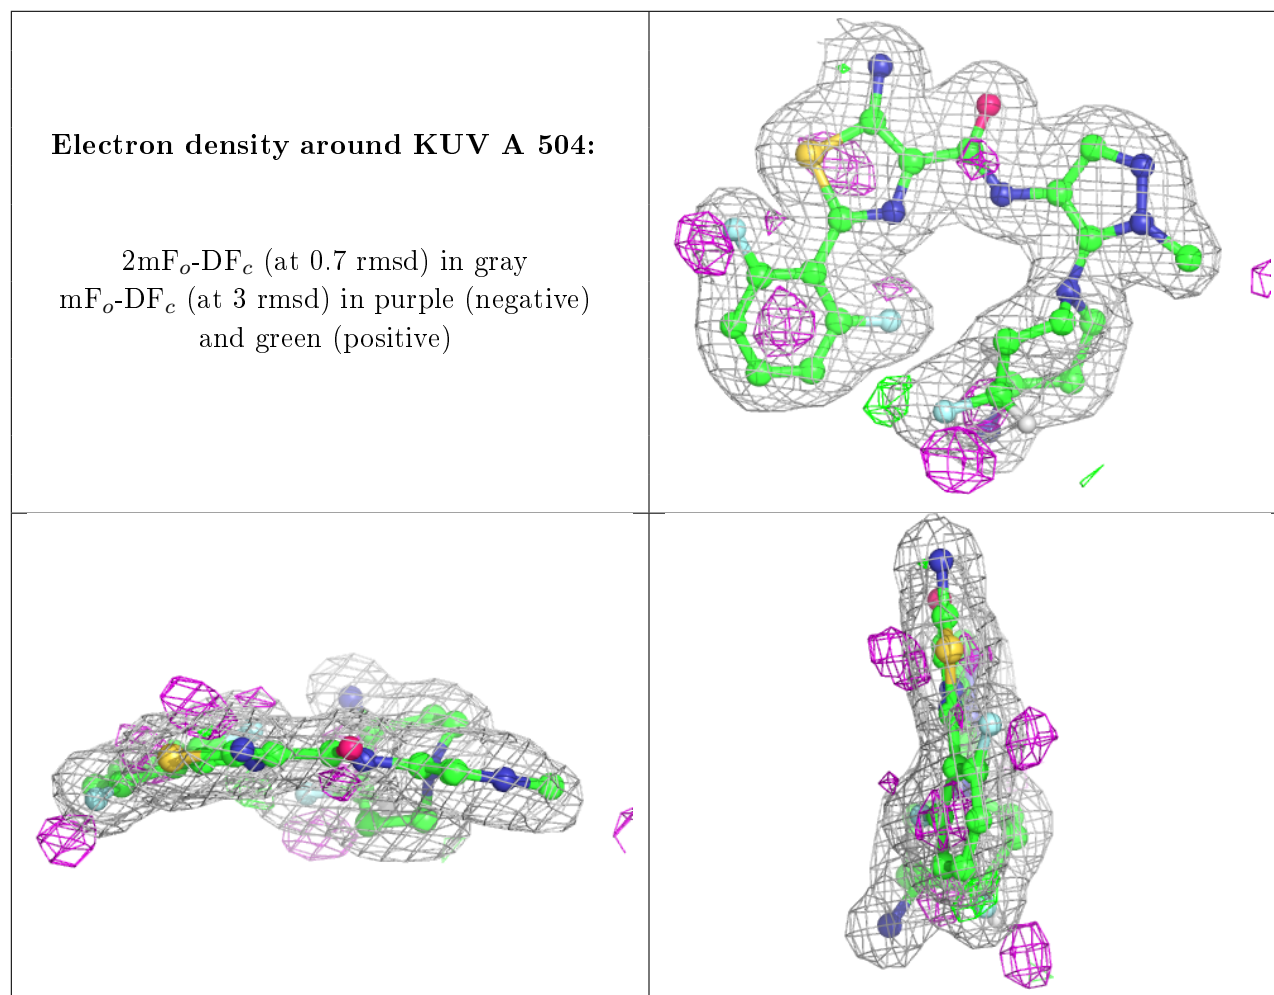 Electron density around KUV A 504:
2mFo-DFc (at 0.7 rmsd) in gray
mFo-DFc (at 3 rmsd) in purple (negative)
and green (positive)